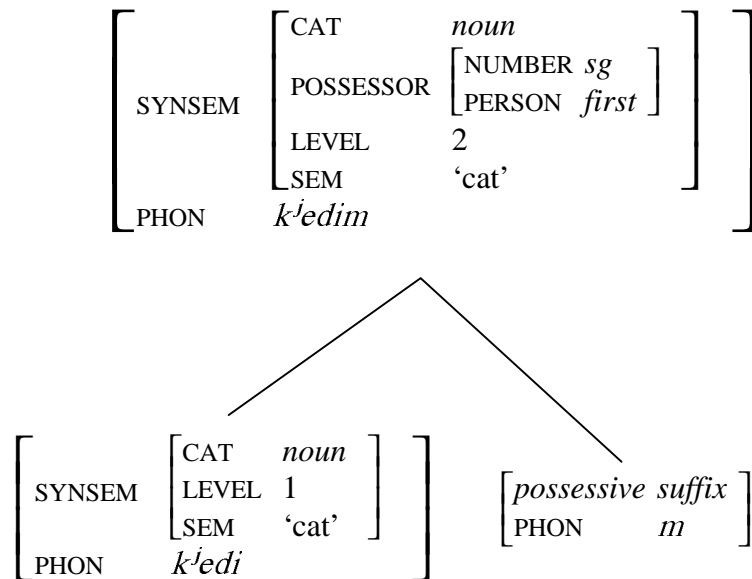 CAT noun
NUMBER sg
POSSESSOR
PERSON first
SYNSEM
LEVEL 2
SEM ‘cat’
PHON kʲedim
CAT noun
SYNSEM LEVEL 1
SEM ‘cat’
PHON kʲedi
possessive suffix
PHON m